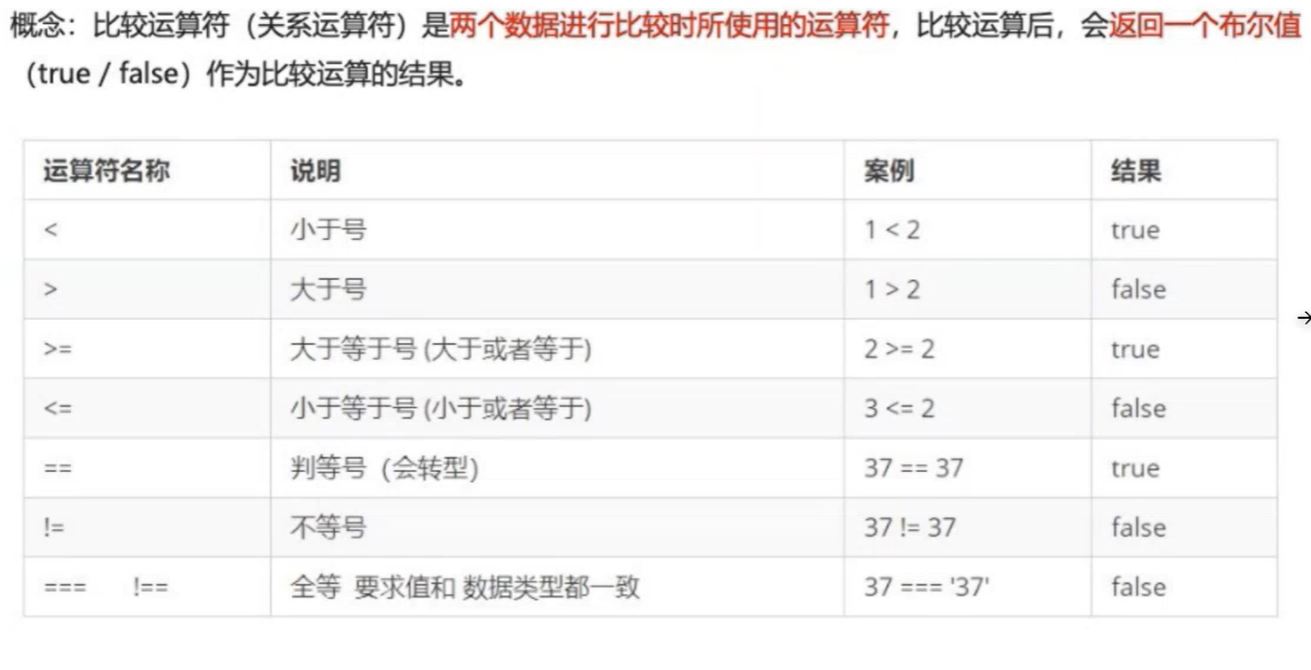 概念：比较运算符（关系运算符）是两个数据进行比较时所使用的运算符，比较运算后，会返回一个布尔值
（true / false）作为比较运算的结果。
运算符名称 说明 案例 结果
< 小于号 1 < 2 true
> 大于号 1 > 2 false
>= 大于等于号 (大于或者等于) 2 >= 2 true
<= 小于等于号 (小于或者等于) 3 <= 2 false
== 判等号（会转型） 37 == 37 true
!= 不等号 37 != 37 false
=== !== 全等 要求值和 数据类型都一致 37 === '37' false